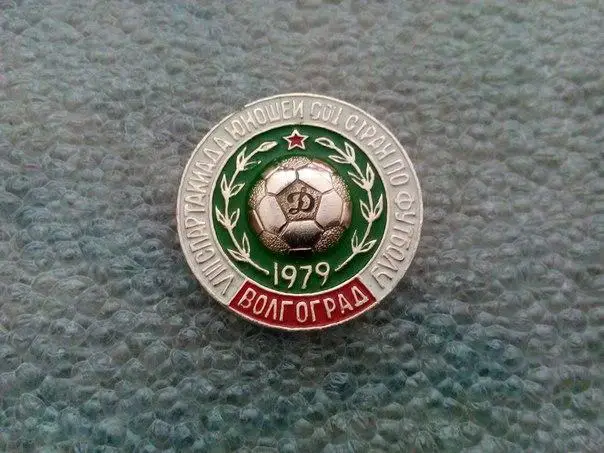 VIII СПАРТАКИАДА ЮНОШЕЙ СОЦ СТРАН ПО ФУТБОЛУ
Д
1979
ВОЛГОГРАД